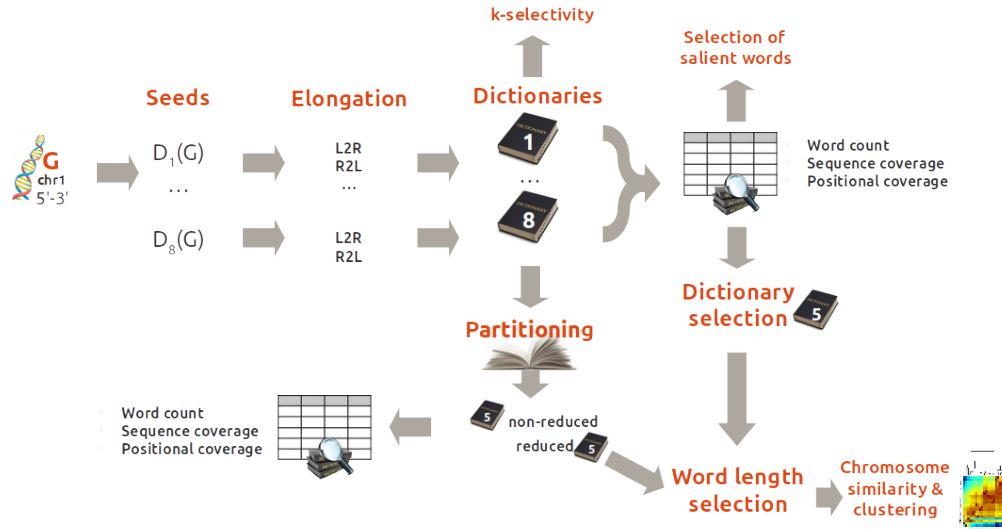 k-selectivity
Selection of
salient words
Seeds
Elongation
Dictionaries
G
chr1
5'-3'
D1(G)
...
D8(G)
L2R
R2L
...
L2R
R2L
DICTIONARY
1
...
DICTIONARY
8
Word count
Sequence coverage
Positional coverage
Dictionary
selection
5
Partitioning
Word count
Sequence coverage
Positional coverage
5
non-reduced
reduced
5
Word length
selection
Chromosome
similarity &
clustering